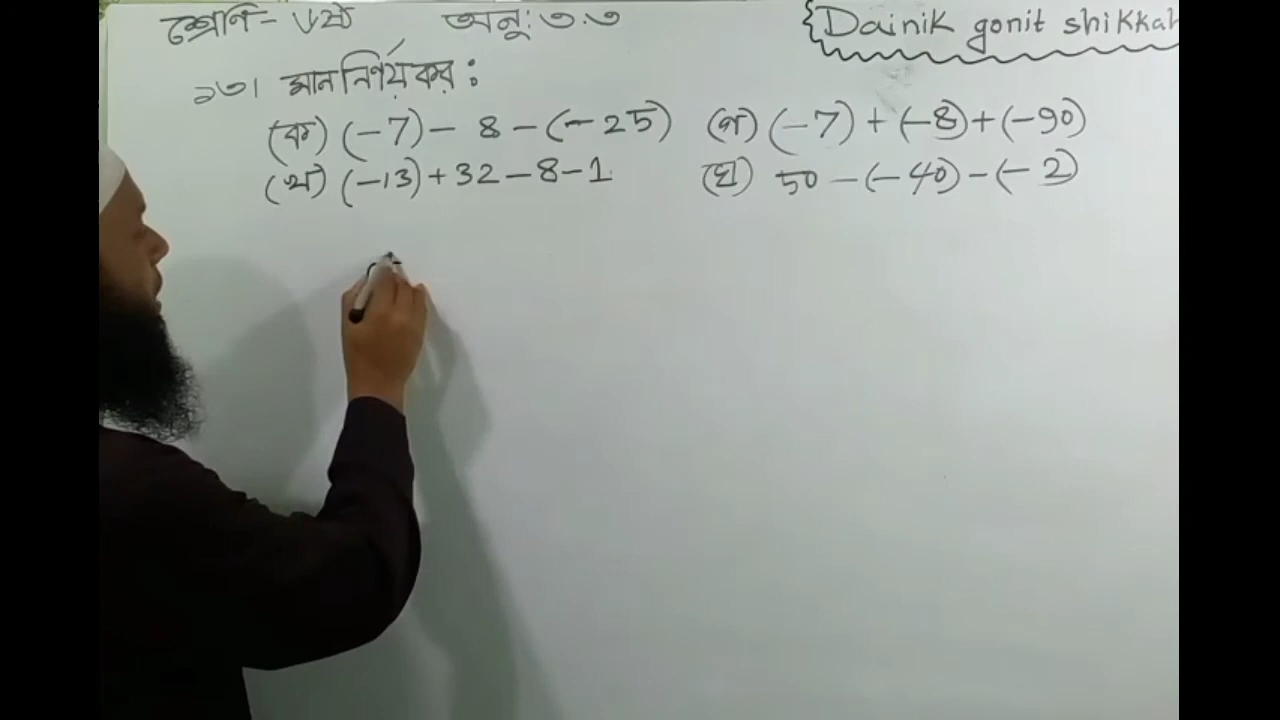 শ্রেণি- ৬ষ্ঠ অনু: ৩.৩
Dainik gonit shikkah
১৩। মান নির্ণয় কর :
(ক) (-7) - 8 - (-25) (গ) (-7) + (-8) + (-90)
(খ) (-13) + 32 - 8 - 1 (ঘ) 50 - (-40) - (-2)